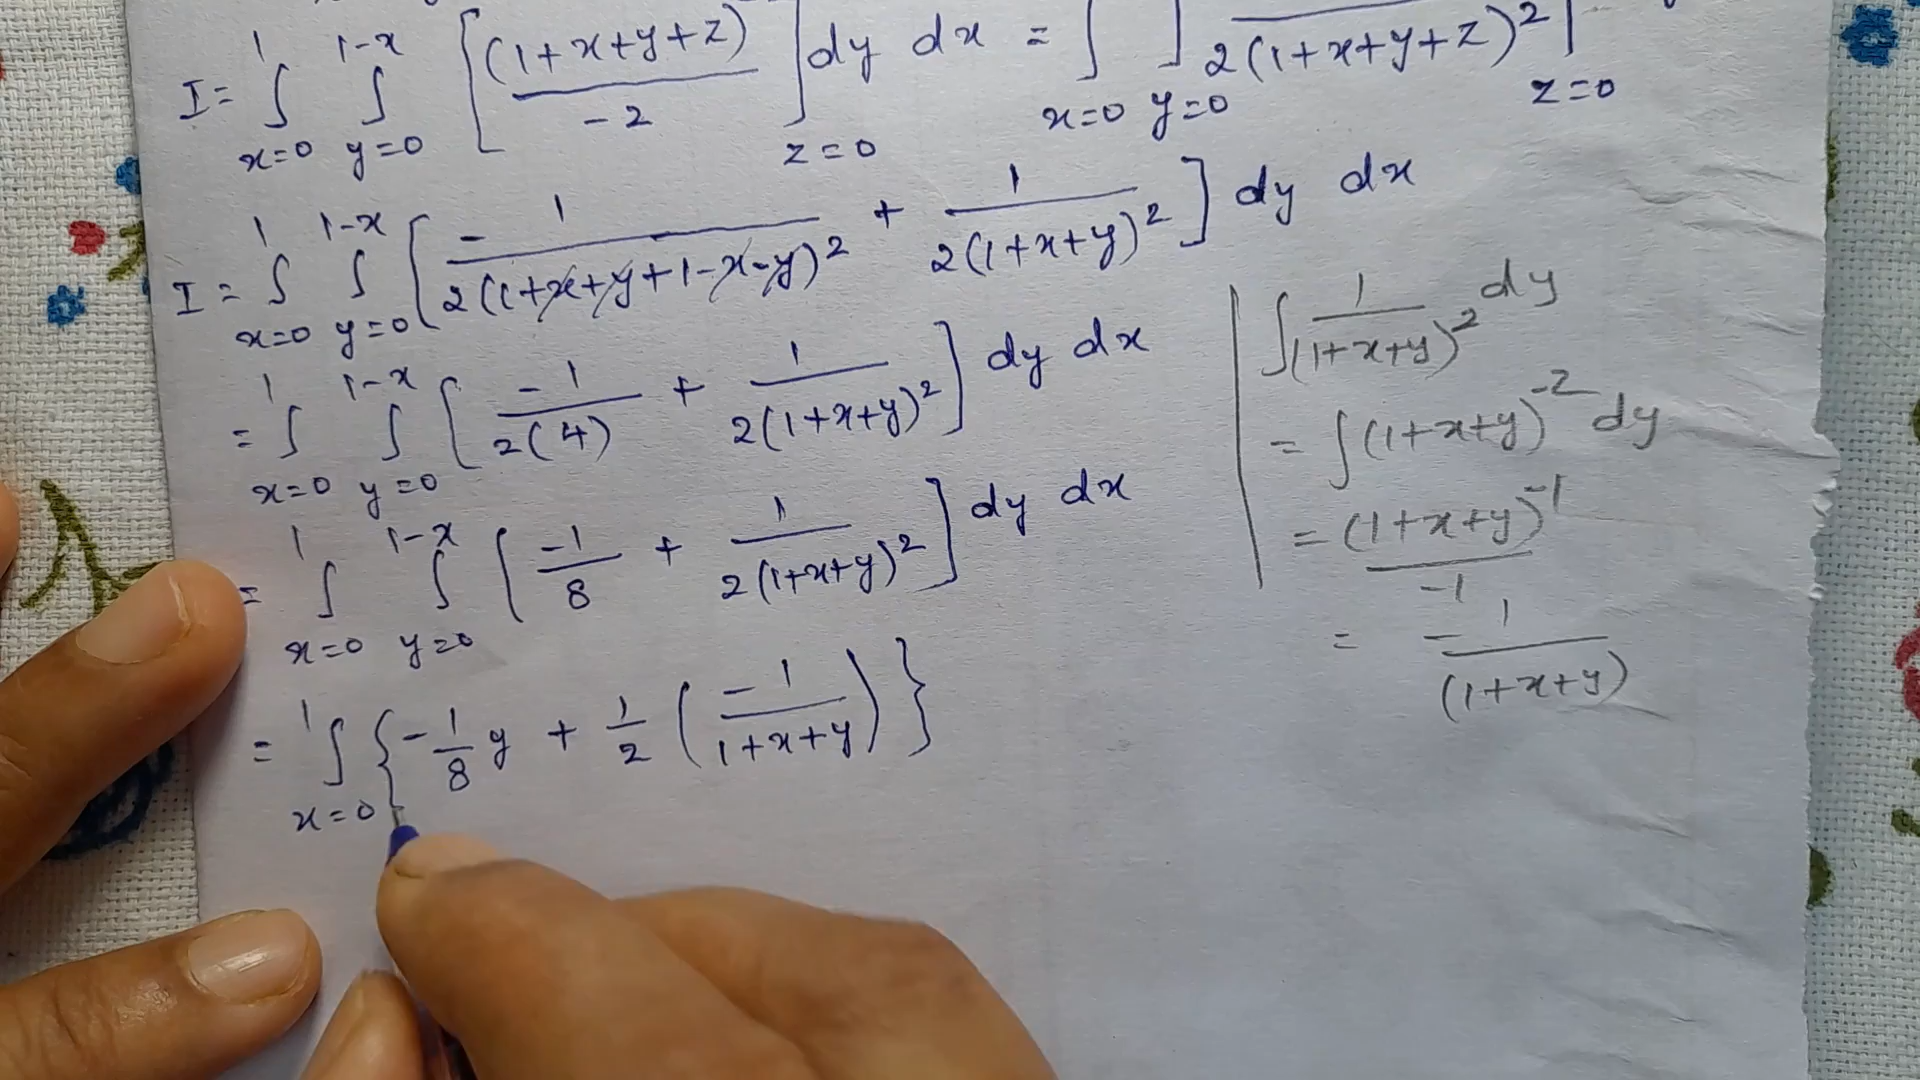 I = ∫_{x=0}^{1} ∫_{y=0}^{1-x} [ (1+x+y+z) / -2 ]_{z=0} dy dx = ∫_{x=0} ∫_{y=0} 2(1+x+y+z)² ]_{z=0}
I = ∫_{x=0}^{1} ∫_{y=0}^{1-x} [ -1 / 2(1+x+y+1-x-y)² + 1 / 2(1+x+y)² ] dy dx
= ∫_{x=0}^{1} ∫_{y=0}^{1-x} [ -1 / 2(4) + 1 / 2(1+x+y)² ] dy dx
= ∫_{x=0}^{1} ∫_{y=0}^{1-x} [ -1/8 + 1 / 2(1+x+y)² ] dy dx
= ∫_{x=0}^{1} { -1/8 y + 1/2 ( -1 / 1+x+y ) }
∫ 1 / (1+x+y)² dy
= ∫ (1+x+y)^{-2} dy
= (1+x+y)^{-1} / -1
= -1 / (1+x+y)